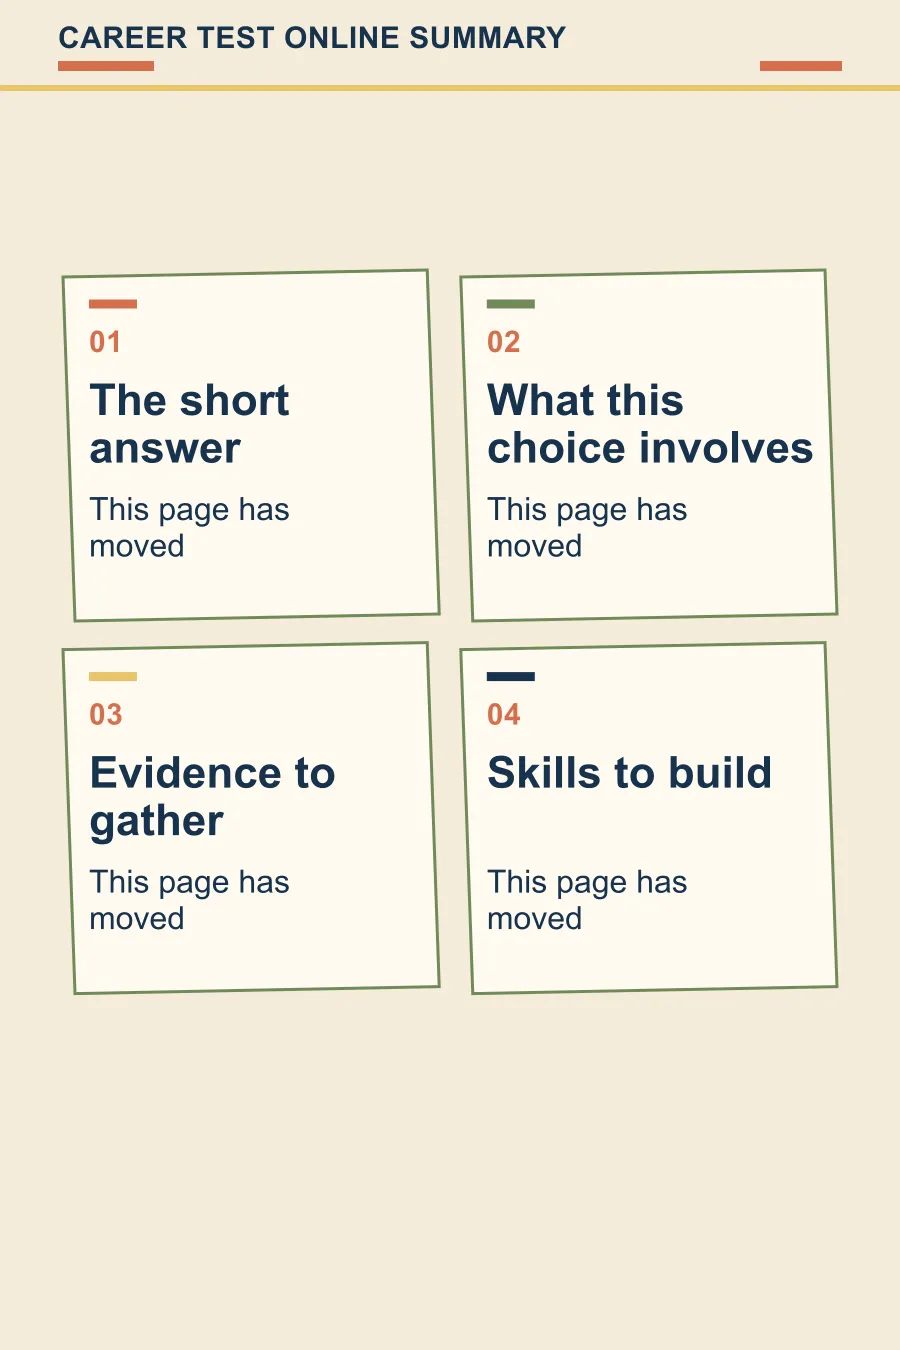 CAREER TEST ONLINE SUMMARY
01
The short
answer
This page has
moved
02
What this
choice involves
This page has
moved
03
Evidence to
gather
This page has
moved
04
Skills to build
This page has
moved